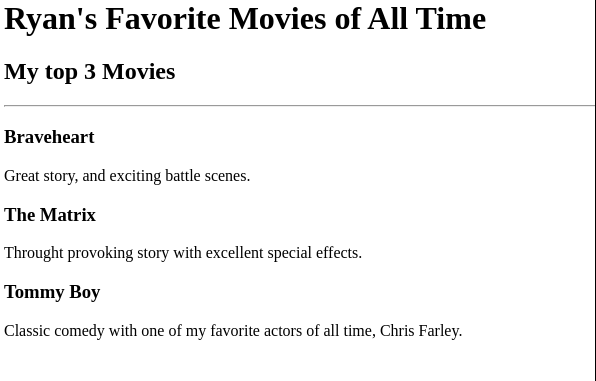 Ryan's Favorite Movies of All Time
My top 3 Movies
Braveheart
Great story, and exciting battle scenes.
The Matrix
Throught provoking story with excellent special effects.
Tommy Boy
Classic comedy with one of my favorite actors of all time, Chris Farley.